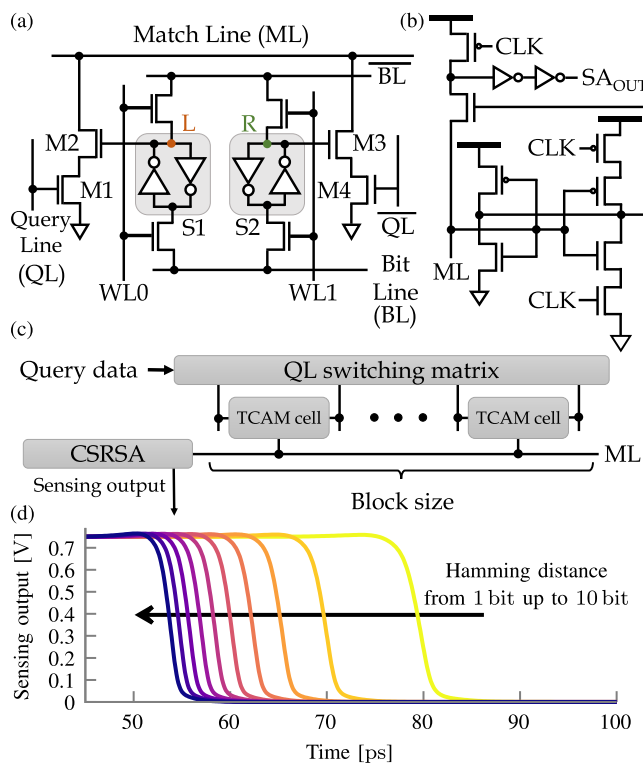 (a)
Match Line (ML)
BL
L
R
M2
M3
M1
M4
S1
S2
Query
Line
(QL)
QL
WL0
WL1
Bit
Line
(BL)
(b)
CLK
SAOUT
CLK
ML
CLK
(c)
Query data
QL switching matrix
TCAM cell
TCAM cell
CSRSA
ML
Sensing output
Block size
(d)
Sensing output [V]
0.7
0.6
0.5
0.4
0.3
0.2
0.1
0
Hamming distance
from 1 bit up to 10 bit
50
60
70
80
90
100
Time [ps]